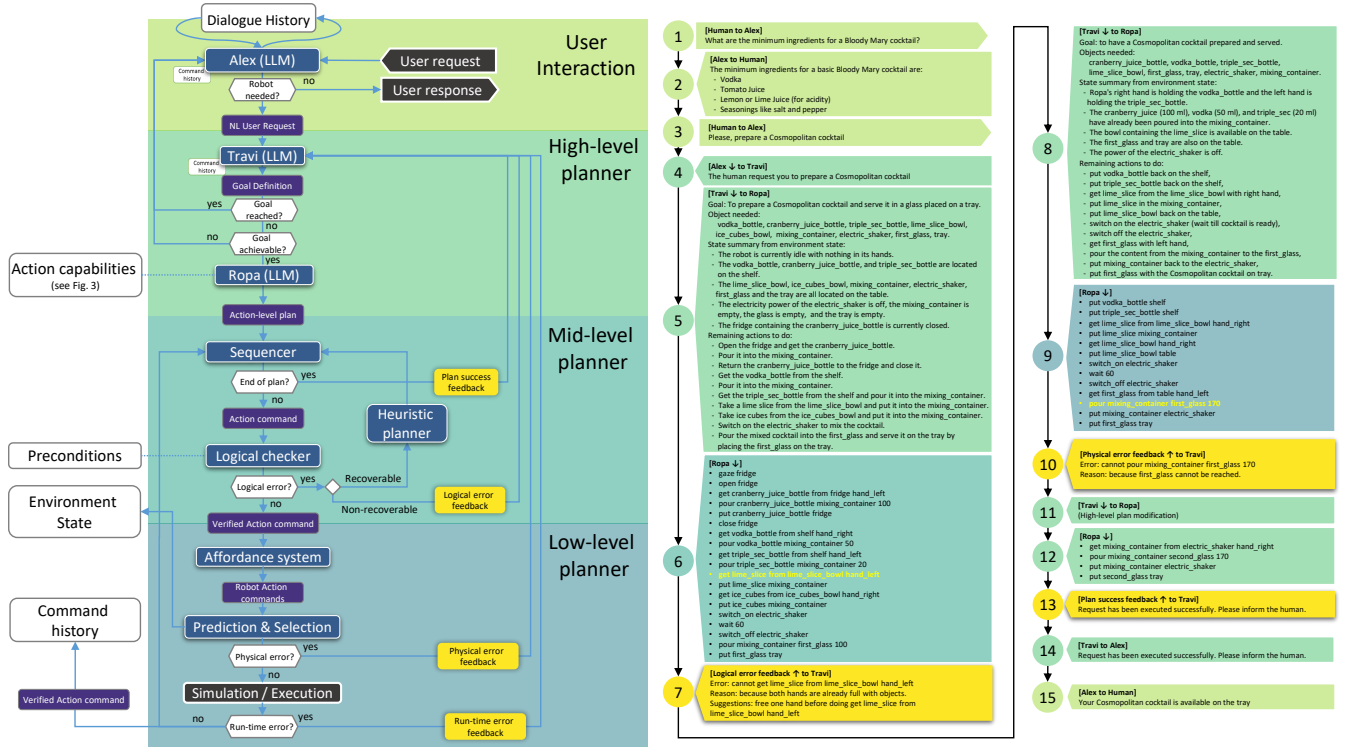 Dialogue History
User
Interaction
Alex (LLM)
User request
Command
history
Robot
needed?
no
User response
NL User Request
High-level
planner
Travi (LLM)
Command
history
Goal Definition
yes
Goal
reached?
no
no
Goal
achievable?
yes
Action capabilities
(see Fig. 3)
Ropa (LLM)
Action-level plan
Mid-level
planner
Sequencer
End of plan?
yes
Plan success
feedback
no
Action command
Heuristic
planner
Preconditions
Logical checker
Logical error?
yes
Recoverable
Logical error
feedback
Non-recoverable
no
Environment
State
Verified Action command
Low-level
planner
Affordance system
Robot Action
commands
Command
history
Prediction & Selection
Physical error?
yes
Physical error
feedback
no
Simulation / Execution
Verified Action command
no
Run-time error?
yes
Run-time error
feedback
1
[Human to Alex]
What are the minimum ingredients for a Bloody Mary cocktail?
2
[Alex to Human]
The minimum ingredients for a basic Bloody Mary cocktail are:
- Vodka
- Tomato Juice
- Lemon or Lime Juice (for acidity)
- Seasonings like salt and pepper
3
[Human to Alex]
Please, prepare a Cosmopolitan cocktail
4
[Alex ↓ to Travi]
The human request you to prepare a Cosmopolitan cocktail
5
[Travi ↓ to Ropa]
Goal: To prepare a Cosmopolitan cocktail and serve it in a glass placed on a tray.
Object needed:
vodka_bottle, cranberry_juice_bottle, triple_sec_bottle, lime_slice_bowl,
ice_cubes_bowl, mixing_container, electric_shaker, first_glass, tray.
State summary from environment state:
- The robot is currently idle with nothing in its hands.
- The vodka_bottle, cranberry_juice_bottle, and triple_sec_bottle are located
on the shelf.
- The lime_slice_bowl, ice_cubes_bowl, mixing_container, electric_shaker,
first_glass and the tray are all located on the table.
- The electricity power of the electric_shaker is off, the mixing_container is
empty, the glass is empty, and the tray is empty.
- The fridge containing the cranberry_juice_bottle is currently closed.
Remaining actions to do:
- Open the fridge and get the cranberry_juice_bottle.
- Pour it into the mixing_container.
- Return the cranberry_juice_bottle to the fridge and close it.
- Get the vodka_bottle from the shelf.
- Pour it into the mixing_container.
- Get the triple_sec_bottle from the shelf and pour it into the mixing_container.
- Take a lime slice from the lime_slice_bowl and put it into the mixing_container.
- Take ice cubes from the ice_cubes_bowl and put it into the mixing_container.
- Switch on the electric_shaker to mix the cocktail.
- Pour the mixed cocktail into the first_glass and serve it on the tray by
placing the first_glass on the tray.
6
[Ropa ↓]
• gaze fridge
• open fridge
• get cranberry_juice_bottle from fridge hand_left
• pour cranberry_juice_bottle mixing_container 100
• put cranberry_juice_bottle fridge
• close fridge
• get vodka_bottle from shelf hand_right
• pour vodka_bottle mixing_container 50
• get triple_sec_bottle from shelf hand_left
• pour triple_sec_bottle mixing_container 20
• get lime_slice from lime_slice_bowl hand_left
• put lime_slice mixing_container
• get ice_cubes from ice_cubes_bowl hand_right
• put ice_cubes mixing_container
• switch_on electric_shaker
• wait 60
• switch_off electric_shaker
• pour mixing_container first_glass 100
• put first_glass tray
7
[Logical error feedback ↑ to Travi]
Error: cannot get lime_slice from lime_slice_bowl hand_left
Reason: because both hands are already full with objects.
Suggestions: free one hand before doing get lime_slice from
lime_slice_bowl hand_left
8
[Travi ↓ to Ropa]
Goal: to have a Cosmopolitan cocktail prepared and served.
Objects needed:
cranberry_juice_bottle, vodka_bottle, triple_sec_bottle,
lime_slice_bowl, first_glass, tray, electric_shaker, mixing_container.
State summary from environment state:
- Ropa's right hand is holding the vodka_bottle and the left hand is
holding the triple_sec_bottle.
- The cranberry_juice (100 ml), vodka (50 ml), and triple_sec (20 ml)
have already been poured into the mixing_container.
- The bowl containing the lime_slice is available on the table.
- The first_glass and tray are also on the table.
- The power of the electric_shaker is off.
Remaining actions to do:
- put vodka_bottle back on the shelf,
- put triple_sec_bottle back on the shelf,
- get lime_slice from the lime_slice_bowl with right hand,
- put lime_slice in the mixing_container,
- put lime_slice_bowl back on the table,
- switch on the electric_shaker (wait till cocktail is ready),
- switch off the electric_shaker,
- get first_glass with left hand,
- pour the content from the mixing_container to the first_glass,
- put mixing_container back to the electric_shaker,
- put first_glass with the Cosmopolitan cocktail on tray.
9
[Ropa ↓]
• put vodka_bottle shelf
• put triple_sec_bottle shelf
• get lime_slice from lime_slice_bowl hand_right
• put lime_slice mixing_container
• get lime_slice_bowl hand_right
• put lime_slice_bowl table
• switch_on electric_shaker
• wait 60
• switch_off electric_shaker
• get first_glass from table hand_left
• pour mixing_container first_glass 170
• put mixing_container electric_shaker
• put first_glass tray
10
[Physical error feedback ↑ to Travi]
Error: cannot pour mixing_container first_glass 170
Reason: because first_glass cannot be reached.
11
[Travi ↓ to Ropa]
(High-level plan modification)
12
[Ropa ↓]
• get mixing_container from electric_shaker hand_right
• pour mixing_container second_glass 170
• put mixing_container electric_shaker
• put second_glass tray
13
[Plan success feedback ↑ to Travi]
Request has been executed successfully. Please inform the human.
14
[Travi to Alex]
Request has been executed successfully. Please inform the human.
15
[Alex to Human]
Your Cosmopolitan cocktail is available on the tray